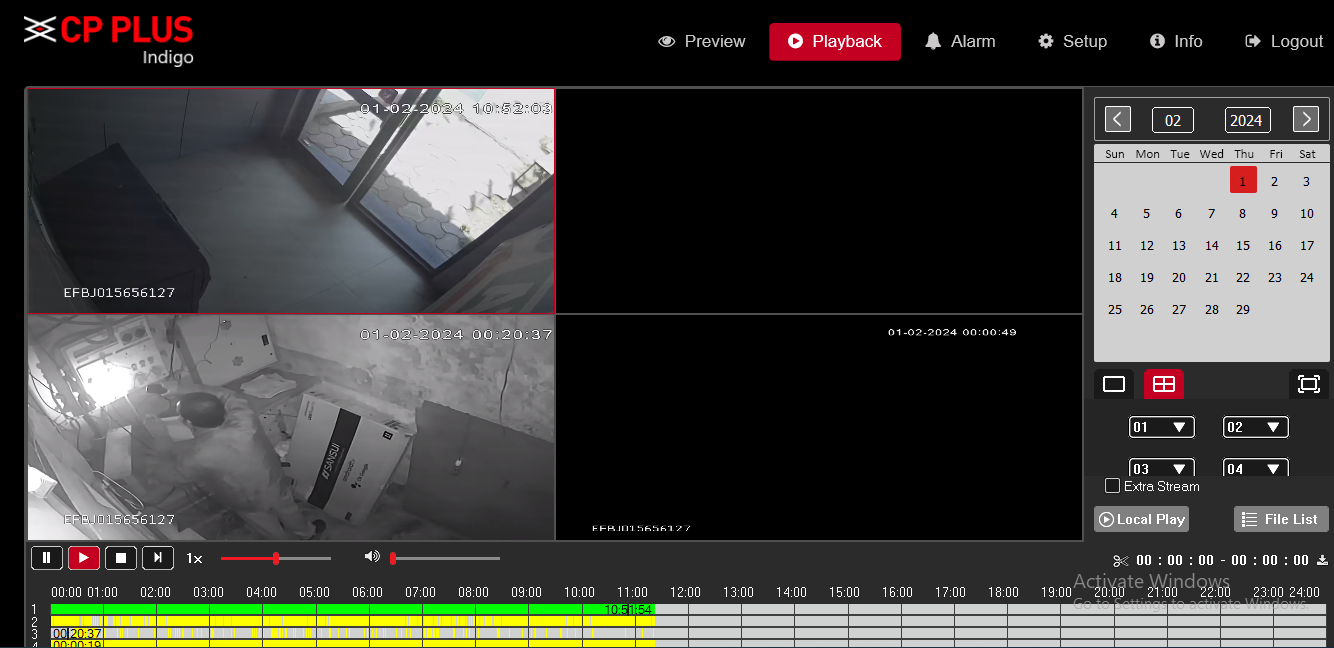 CP PLUS
Indigo
Preview
Playback
Alarm
Setup
Info
Logout
01-02-2024 10:52:03
EFBJ015656127
01-02-2024 00:20:37
SANSUI
EFBJ015656127
01-02-2024 00:00:49
EFBJ015656127
02 2024
Sun Mon Tue Wed Thu Fri Sat
1 2 3
4 5 6 7 8 9 10
11 12 13 14 15 16 17
18 19 20 21 22 23 24
25 26 27 28 29
01 02
03 04
Extra Stream
Local Play File List
1x
00 : 00 : 00 - 00 : 00 : 00
Activate Windows
Go to Settings to activate Windows.
00:00 01:00 02:00 03:00 04:00 05:00 06:00 07:00 08:00 09:00 10:00 11:00 12:00 13:00 14:00 15:00 16:00 17:00 18:00 19:00 20:00 21:00 22:00 23:00 24:00
1 10:51:54
2
3 00:20:37
4 00:00:19